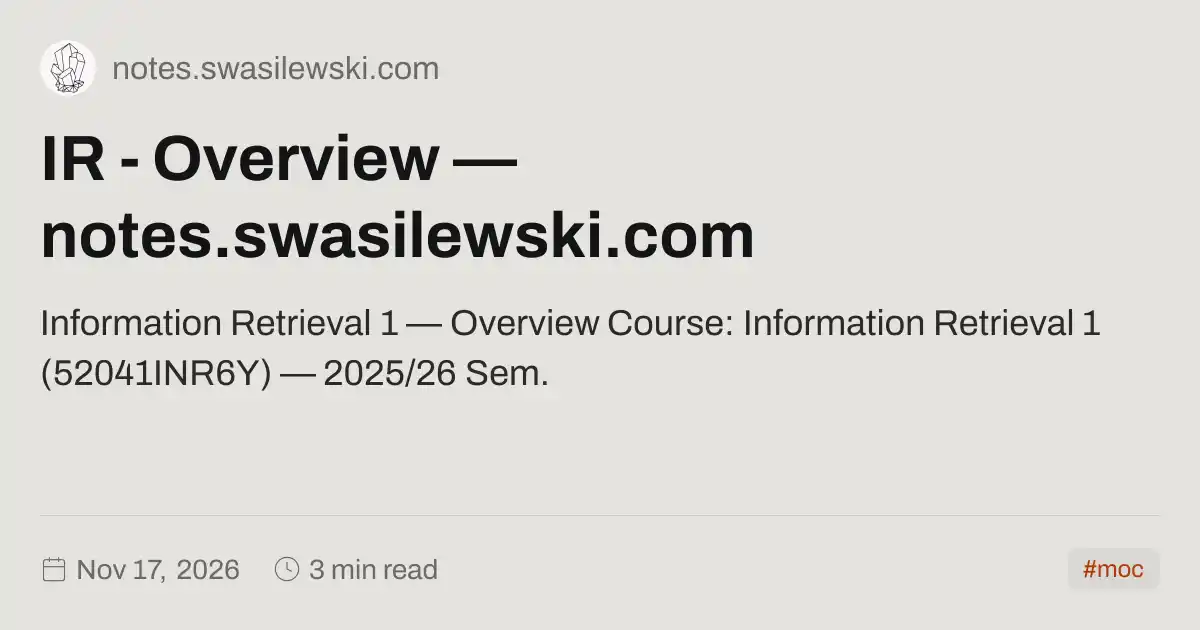 notes.swasilewski.com
IR - Overview —
notes.swasilewski.com
Information Retrieval 1 — Overview Course: Information Retrieval 1
(52041INR6Y) — 2025/26 Sem.
Nov 17, 2026
3 min read
#moc